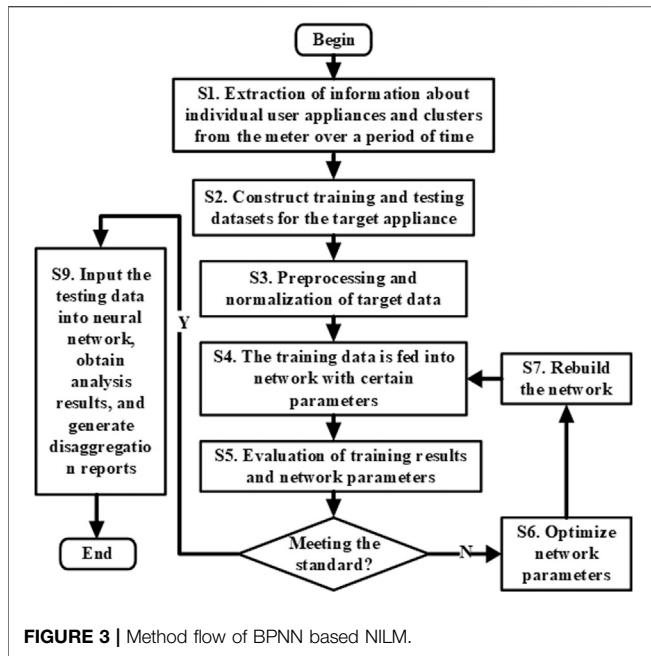 Begin
S1. Extraction of information about
individual user appliances and clusters
from the meter over a period of time
S2. Construct training and testing
datasets for the target appliance
S3. Preprocessing and
normalization of target data
S4. The training data is fed into
network with certain
parameters
S5. Evaluation of training results
and network parameters
Meeting the
standard?
N
S6. Optimize
network
parameters
S7. Rebuild
the network
Y
S9. Input the
testing data
into neural
network,
obtain
analysis
results, and
generate
disaggregatio
n reports
End
FIGURE 3 | Method flow of BPNN based NILM.